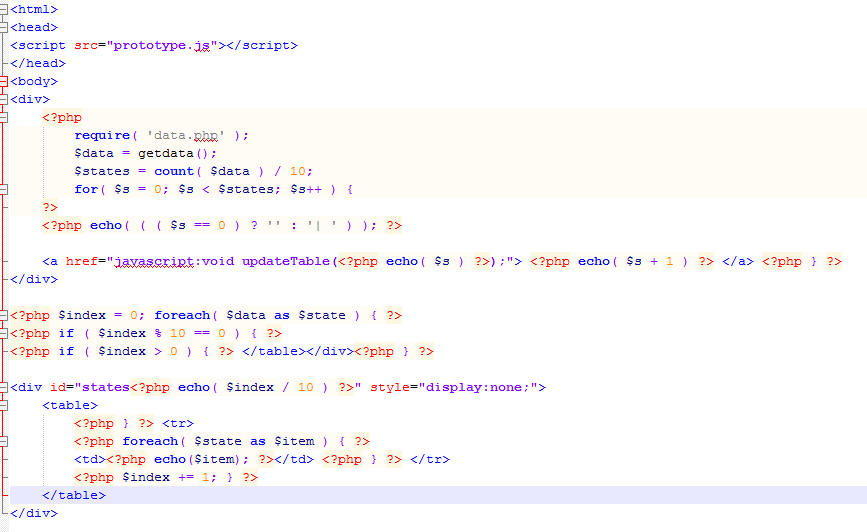 <html>
<head>
<script src="prototype.js"></script>
</head>
<body>
<div>
<?php
require( 'data.php' );
$data = getdata();
$states = count( $data ) / 10;
for( $s = 0; $s < $states; $s++ ) {
?>
<?php echo( ( ( $s == 0 ) ? '' : '| ' ) ); ?>
<a href="javascript:void updateTable(<?php echo( $s ) ?>);"> <?php echo( $s + 1 ) ?> </a> <?php } ?>
</div>
<?php $index = 0; foreach( $data as $state ) { ?>
<?php if ( $index % 10 == 0 ) { ?>
<?php if ( $index > 0 ) { ?> </table></div><?php } ?>
<div id="states<?php echo( $index / 10 ) ?>" style="display:none;">
<table>
<?php } ?> <tr>
<?php foreach( $state as $item ) { ?>
<td><?php echo($item); ?></td> <?php } ?> </tr>
<?php $index += 1; } ?>
</table>
</div>